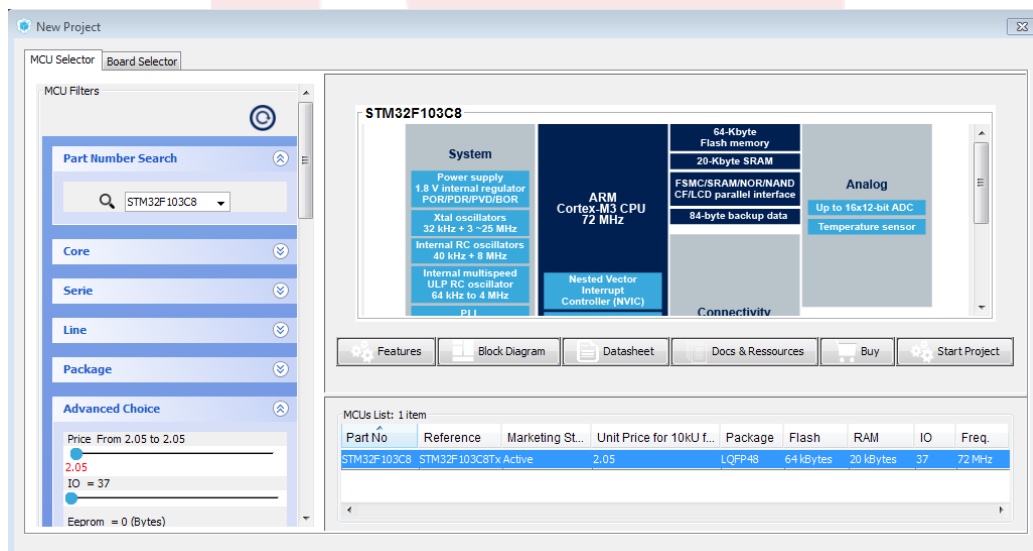 New Project
MCU Selector
Board Selector
MCU Filters
Part Number Search
STM32F103C8
Core
Serie
Line
Package
Advanced Choice
Price From 2.05 to 2.05
2.05
IO = 37
Eeprom = 0 (Bytes)
STM32F103C8
System
Power supply
1.8 V internal regulator
POR/PDR/PVD/BOR
Xtal oscillators
32 kHz + 3 ~25 MHz
Internal RC oscillators
40 kHz + 8 MHz
Internal multispeed
ULP RC oscillator
64 kHz to 4 MHz
PLL
ARM
Cortex-M3 CPU
72 MHz
Nested Vector
Interrupt
Controller (NVIC)
64-Kbyte
Flash memory
20-Kbyte SRAM
FSMC/SRAM/NOR/NAND
CF/LCD parallel interface
84-byte backup data
Connectivity
Analog
Up to 16x12-bit ADC
Temperature sensor
Features
Block Diagram
Datasheet
Docs & Ressources
Buy
Start Project
MCUs List: 1 item
Part No Reference Marketing St... Unit Price for 10kU f... Package Flash RAM IO Freq.
STM32F103C8 STM32F103C8Tx Active 2.05 LQFP48 64 kBytes 20 kBytes 37 72 MHz